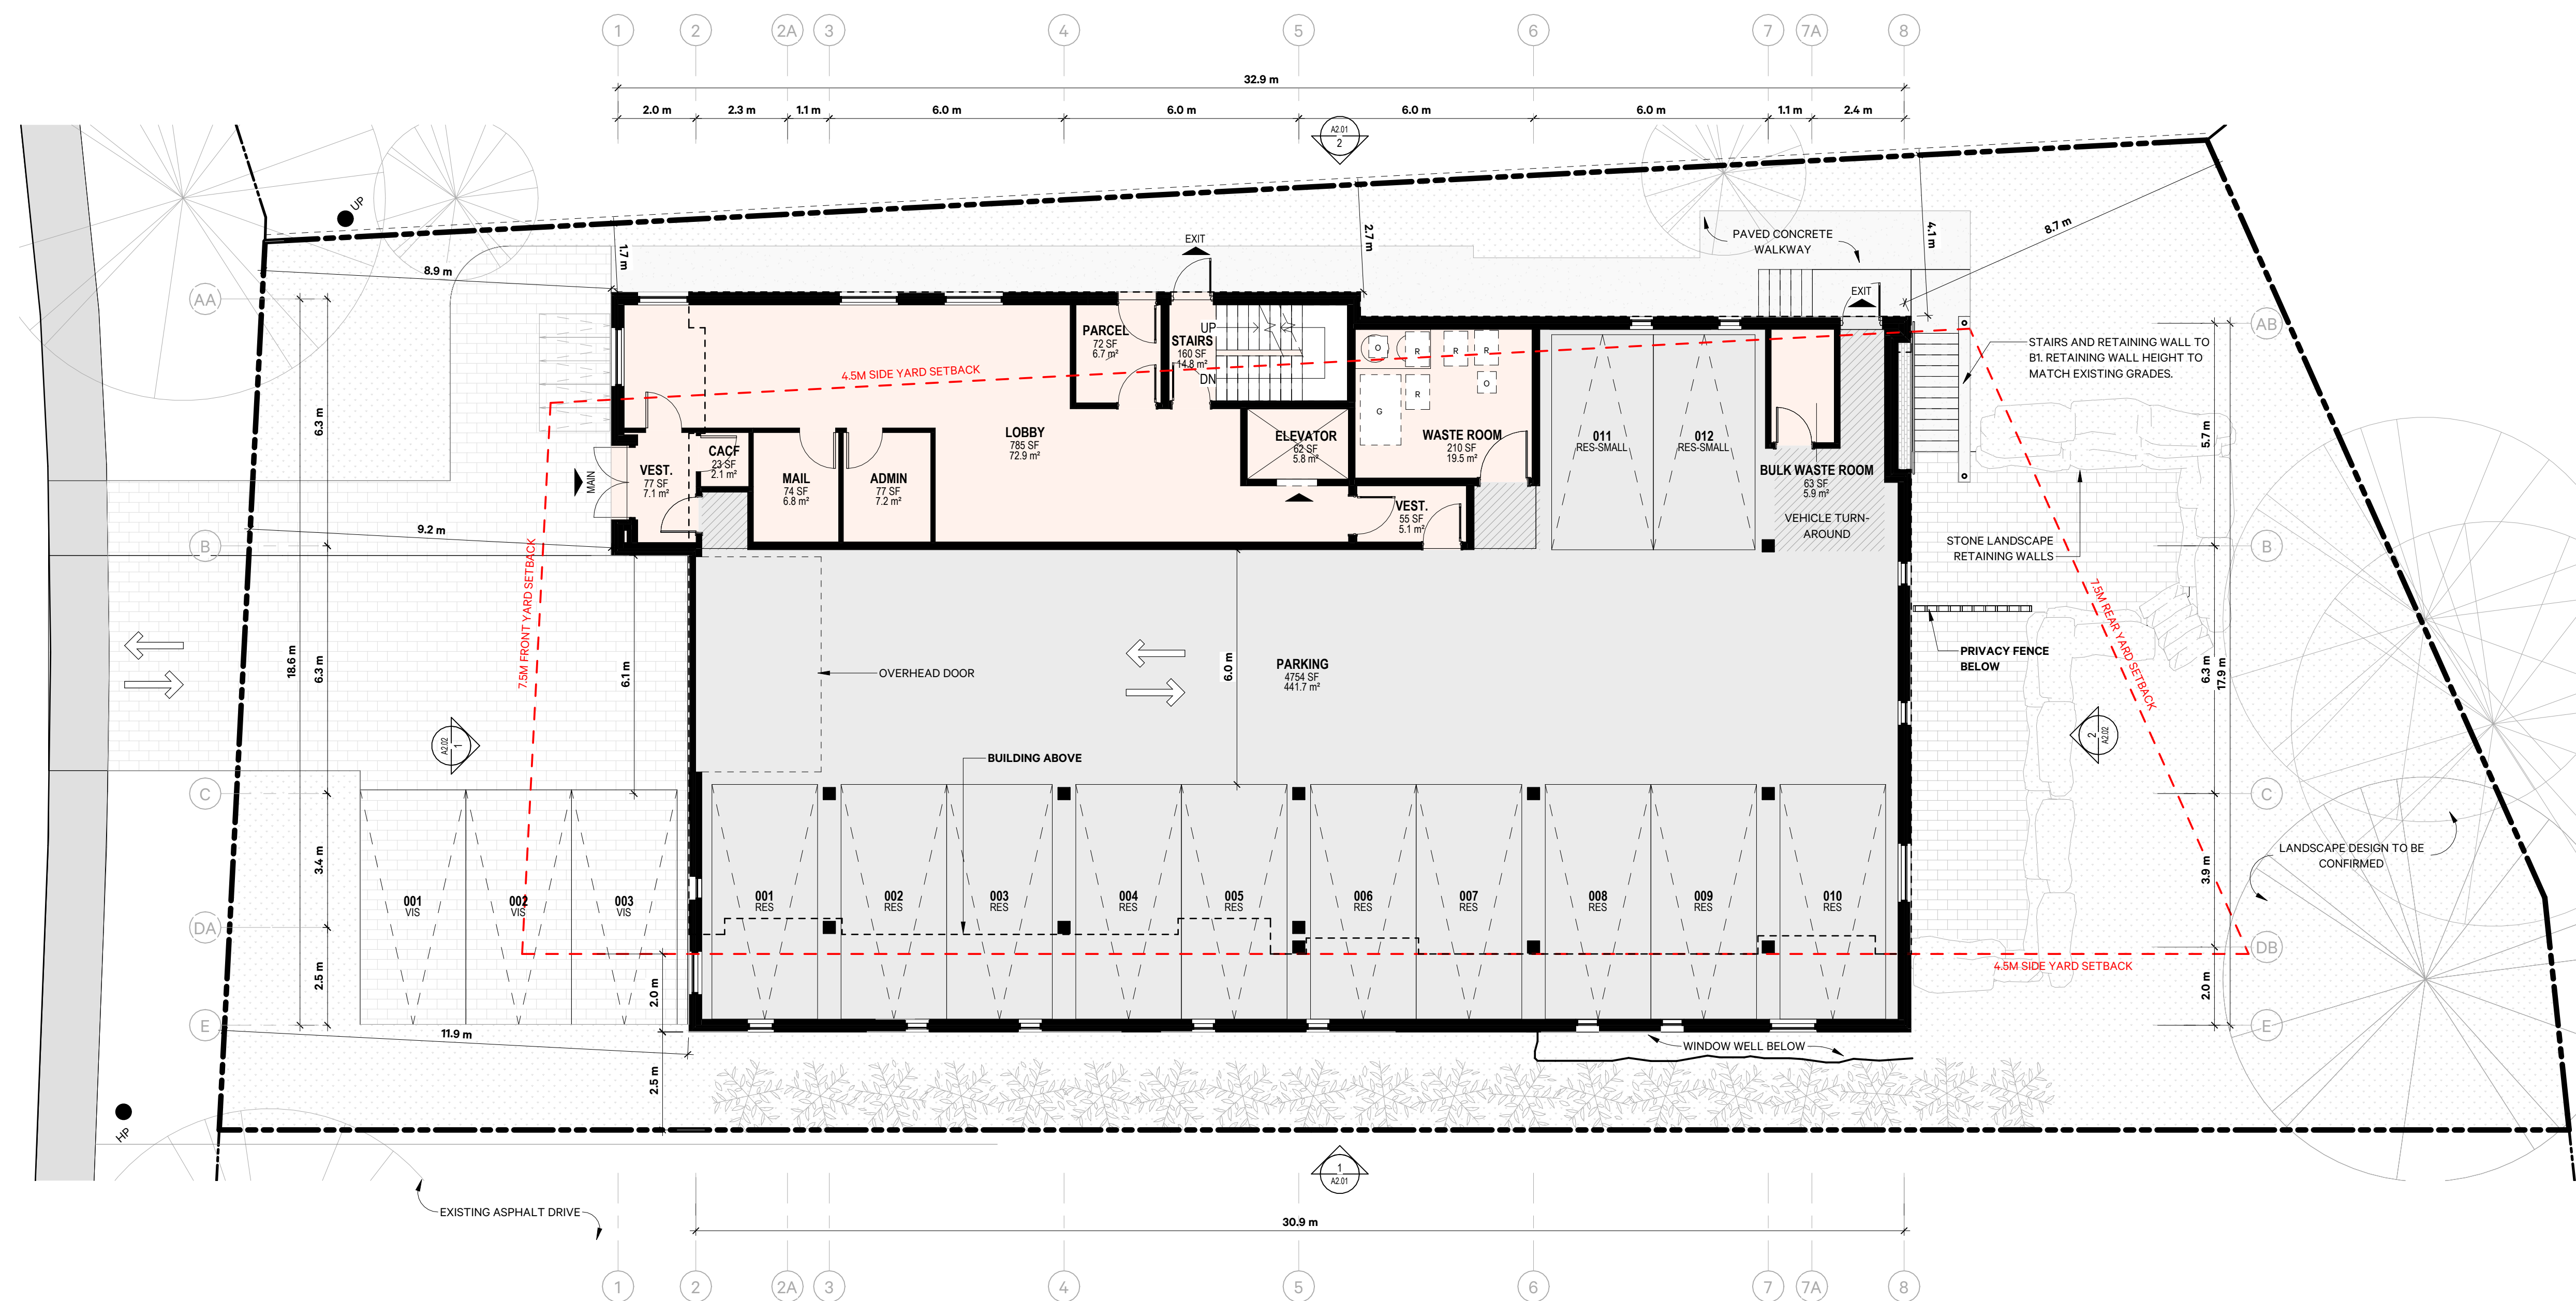 1 2 2A 3 4 5 6 7 7A 8
32.9 m
2.0 m 2.3 m 1.1 m 6.0 m 6.0 m 6.0 m 6.0 m 1.1 m 2.4 m
A2.01
2
UP
8.9 m
1.7 m
EXIT
2.7 m
PAVED CONCRETE
WALKWAY
4.1 m
8.7 m
AA
AB
EXIT
PARCEL
72 SF
6.7 m²
UP
STAIRS
160 SF
14.8 m²
DN
O R R R
R O
G
4.5M SIDE YARD SETBACK
STAIRS AND RETAINING WALL TO
B1. RETAINING WALL HEIGHT TO
MATCH EXISTING GRADES.
6.3 m
LOBBY
785 SF
72.9 m²
ELEVATOR
62 SF
5.8 m²
WASTE ROOM
210 SF
19.5 m²
011
RES-SMALL
012
RES-SMALL
5.7 m
MAIN
VEST.
77 SF
7.1 m²
CACF
23 SF
2.1 m²
MAIL
74 SF
6.8 m²
ADMIN
77 SF
7.2 m²
BULK WASTE ROOM
63 SF
5.9 m²
VEST.
55 SF
5.1 m²
VEHICLE TURN-
AROUND
9.2 m
STONE LANDSCAPE
RETAINING WALLS
B
B
7.5M FRONT YARD SETBACK
7.5M REAR YARD SETBACK
18.6 m
6.3 m
6.1 m
OVERHEAD DOOR
6.0 m
PARKING
4754 SF
441.7 m²
PRIVACY FENCE
BELOW
6.3 m
17.9 m
1
A2.02
2
A2.02
BUILDING ABOVE
C
C
3.4 m
3.9 m
LANDSCAPE DESIGN TO BE
CONFIRMED
001
VIS
002
VIS
003
VIS
001
RES
002
RES
003
RES
004
RES
005
RES
006
RES
007
RES
008
RES
009
RES
010
RES
DA
DB
4.5M SIDE YARD SETBACK
2.5 m
2.0 m
2.0 m
E
E
11.9 m
WINDOW WELL BELOW
2.5 m
HP
1
A2.01
EXISTING ASPHALT DRIVE
30.9 m
1 2 2A 3 4 5 6 7 7A 8